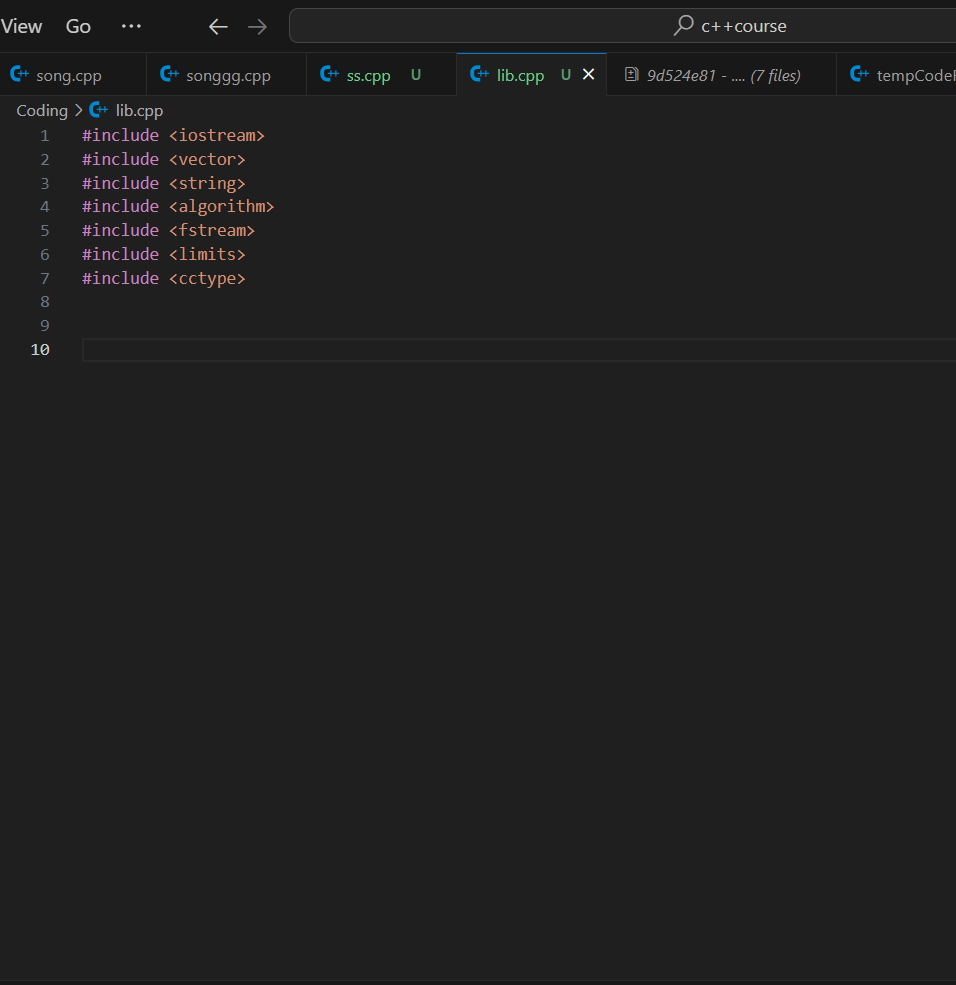 View Go ··· ← → c++course
song.cpp songgg.cpp ss.cpp U lib.cpp U × 9d524e81 - .... (7 files) tempCode
Coding > lib.cpp
1 #include <iostream>
2 #include <vector>
3 #include <string>
4 #include <algorithm>
5 #include <fstream>
6 #include <limits>
7 #include <cctype>
8
9
10